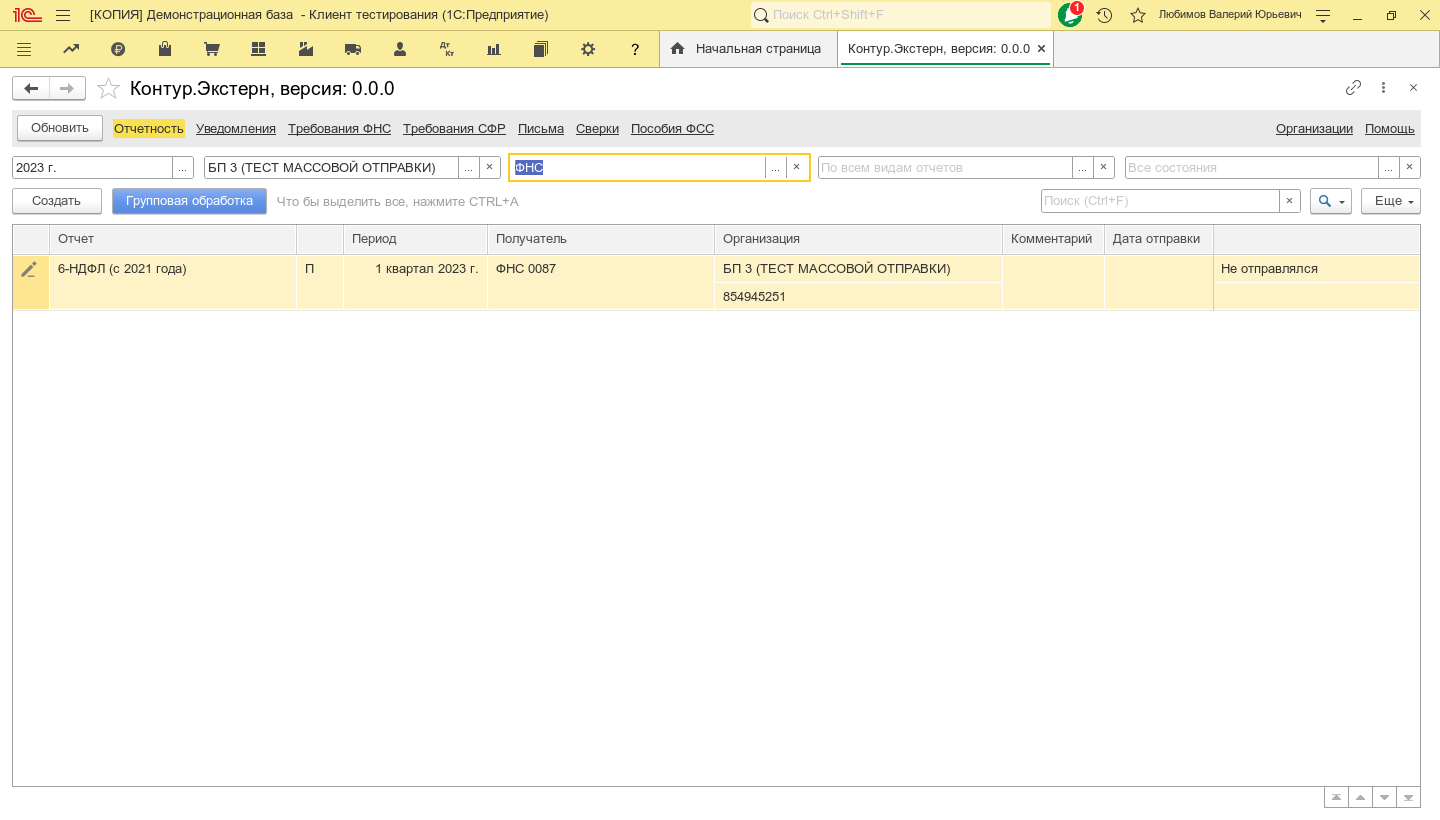 [КОПИЯ] Демонстрационная база - Клиент тестирования (1С:Предприятие)
Поиск Ctrl+Shift+F
1
Любимов Валерий Юрьевич
Дт Кт
?
Начальная страница
Контур.Экстерн, версия: 0.0.0 ×
Контур.Экстерн, версия: 0.0.0
Обновить Отчетность Уведомления Требования ФНС Требования СФР Письма Сверки Пособия ФСС Организации Помощь
2023 г. ... БП 3 (ТЕСТ МАССОВОЙ ОТПРАВКИ) ... × ФНС ... × По всем видам отчетов ... × Все состояния ... ×
Создать Групповая обработка Что бы выделить все, нажмите CTRL+A Поиск (Ctrl+F) × Еще
Отчет Период Получатель Организация Комментарий Дата отправки
6-НДФЛ (с 2021 года) П 1 квартал 2023 г. ФНС 0087 БП 3 (ТЕСТ МАССОВОЙ ОТПРАВКИ) Не отправлялся
854945251